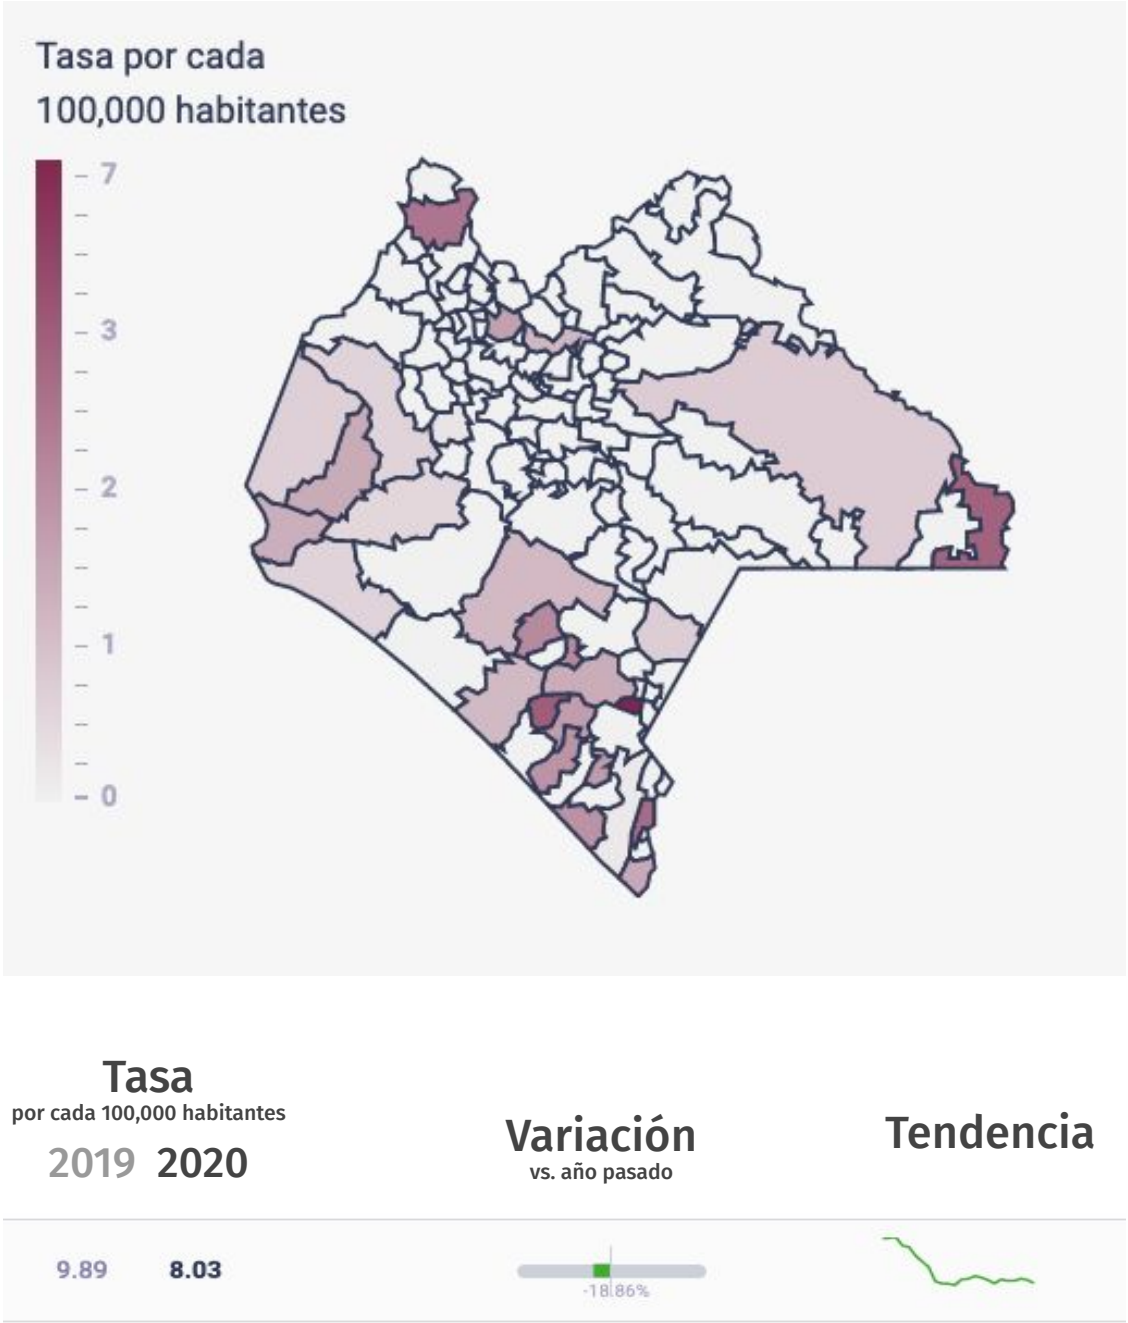 Tasa por cada
100,000 habitantes
7
3
2
1
0
Tasa
por cada 100,000 habitantes
2019 2020
Variación
vs. año pasado
Tendencia
9.89 8.03
-18.86%